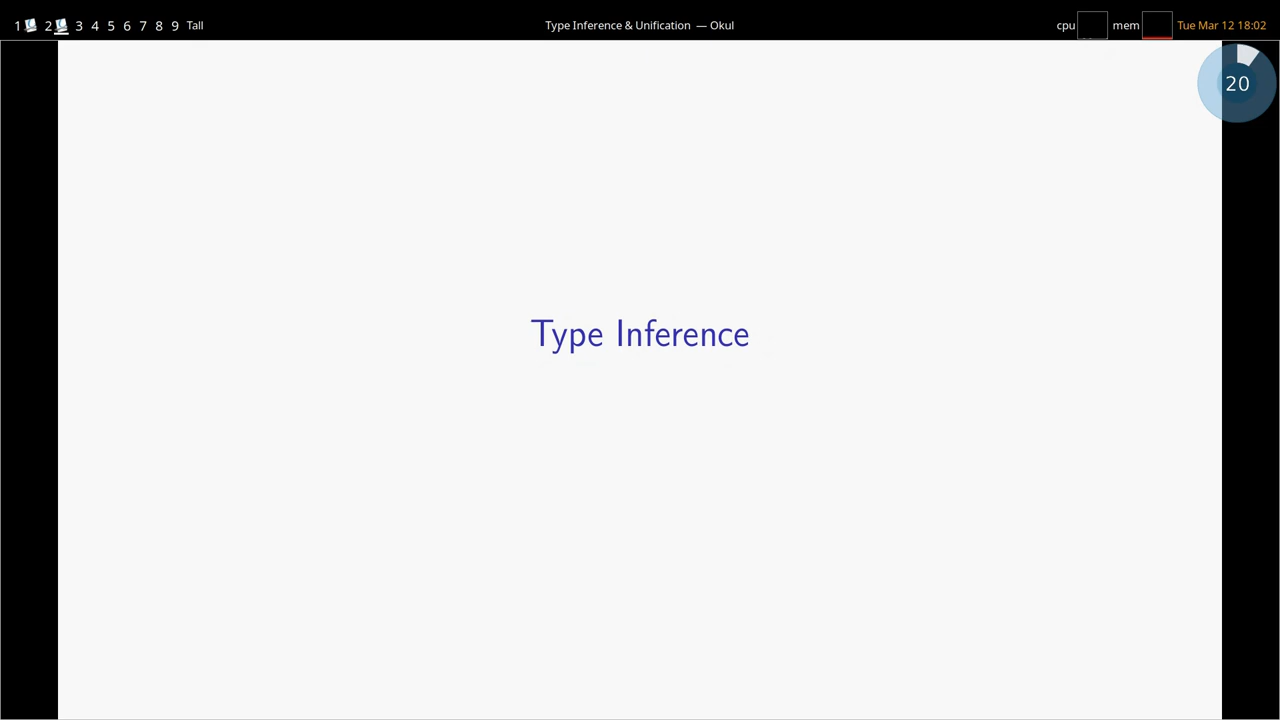 1 2 3 4 5 6 7 8 9 Tall
Type Inference & Unification — Okul
cpu mem Tue Mar 12 18:02
20
Type Inference